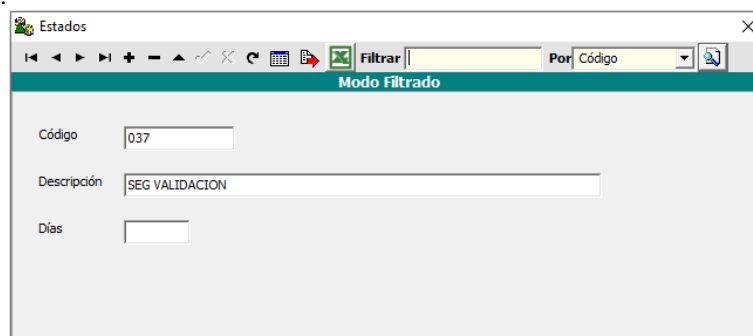 Estados
Filtrar Por Código
Modo Filtrado
Código 037
Descripción SEG VALIDACION
Días